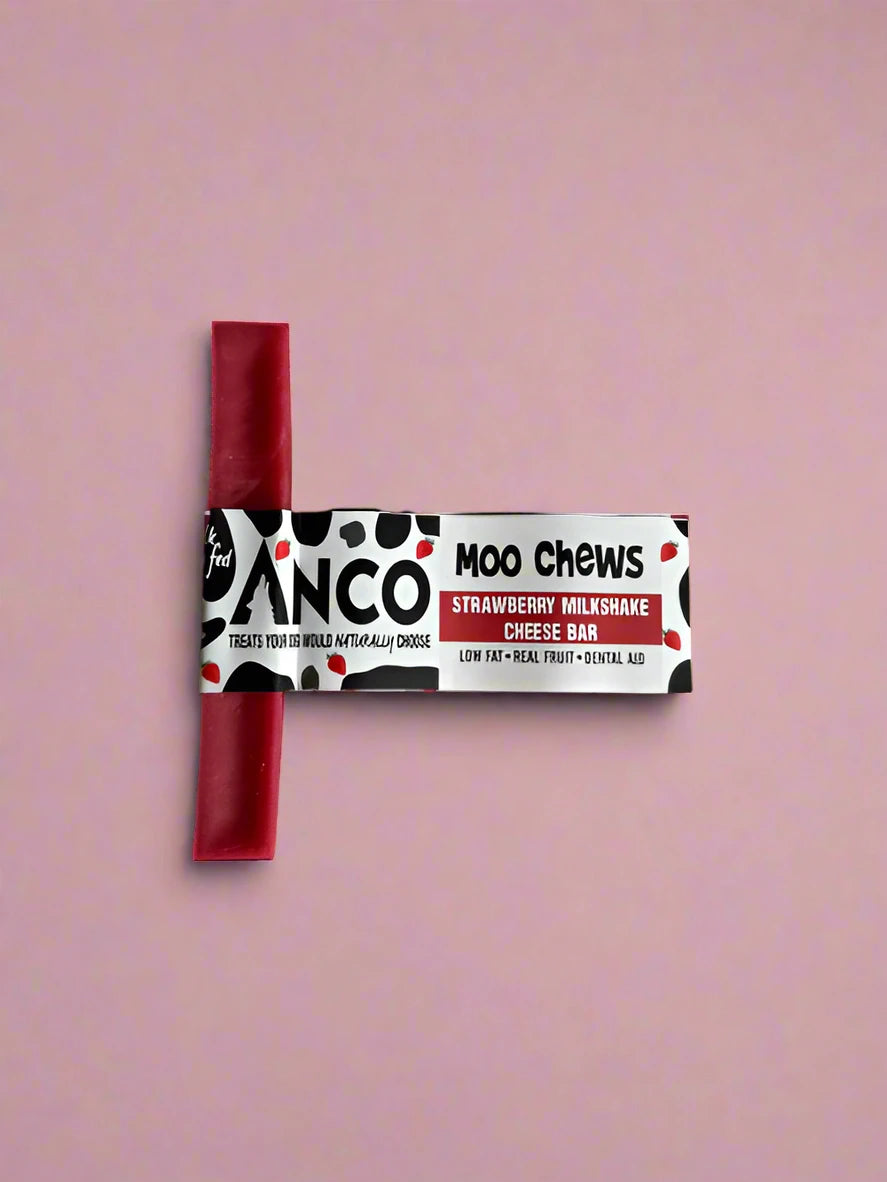 fed
ANCO
TREATS YOUR DOG WOULD NATURALLY CHOOSE
MOO CHEWS
STRAWBERRY MILKSHAKE
CHEESE BAR
LOW FAT • REAL FRUIT • DENTAL AID